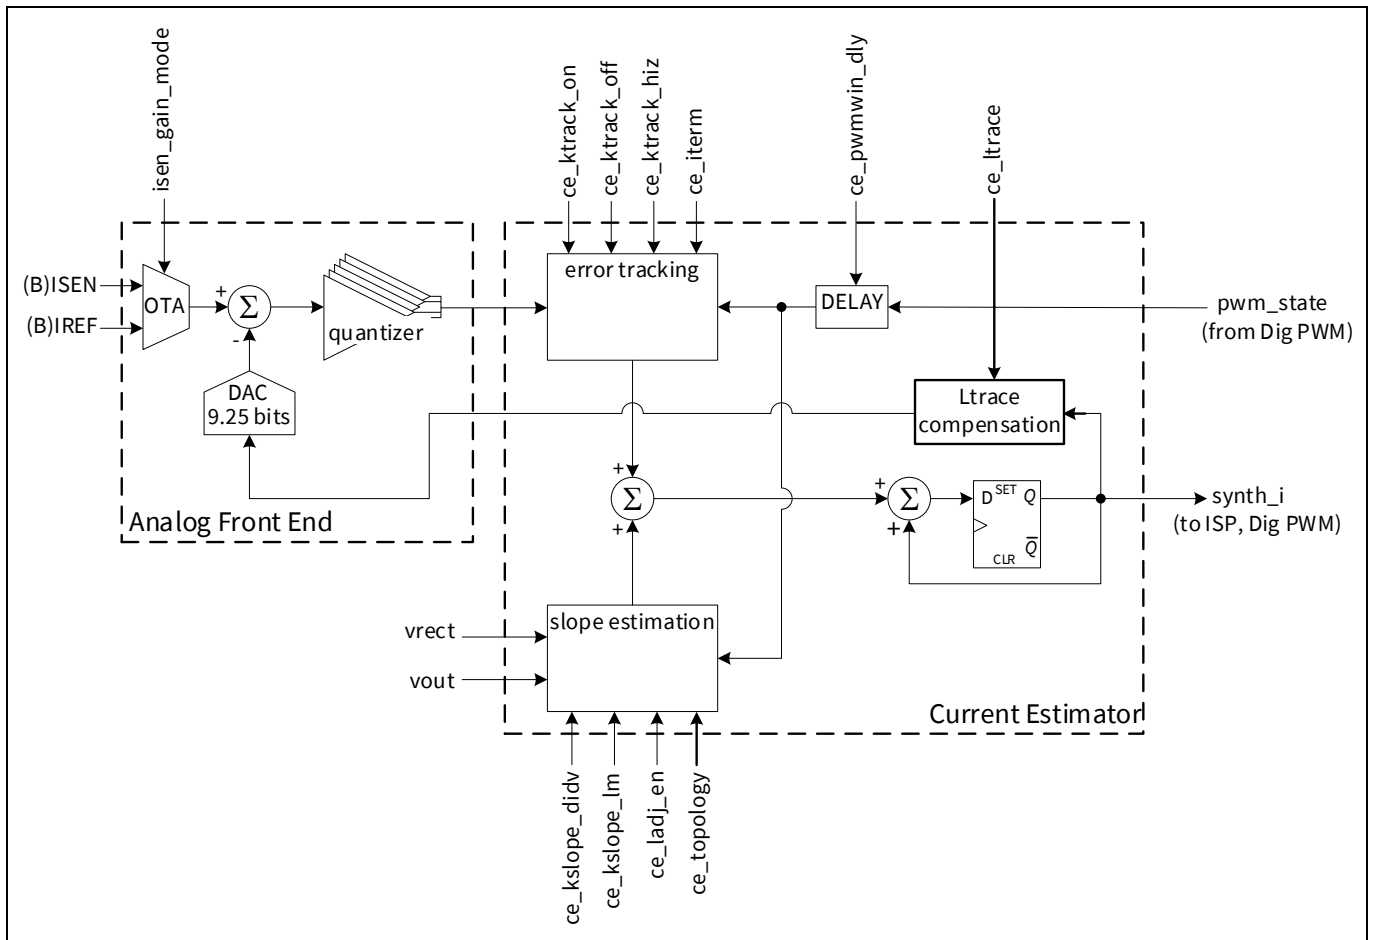 isen_gain_mode
ce_ktrack_on
ce_ktrack_off
ce_ktrack_hiz
ce_iterm
ce_pwmwin_dly
ce_ltrace
(B)ISEN
(B)IREF
OTA
+
Σ
-
quantizer
DAC
9.25 bits
Analog Front End
error tracking
DELAY
pwm_state
(from Dig PWM)
Ltrace
compensation
+
Σ
+
+
Σ
+
D SET Q
CLR Q̅
synth_i
(to ISP, Dig PWM)
slope estimation
vrect
vout
Current Estimator
ce_kslope_didv
ce_kslope_lm
ce_ladj_en
ce_topology